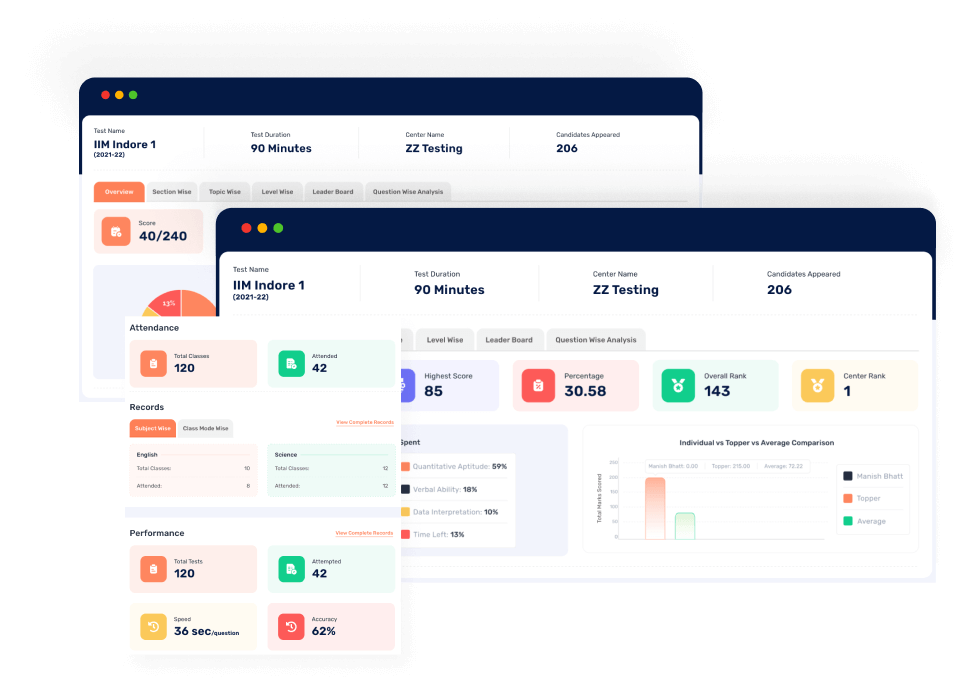 Test Name
IIM Indore 1
(2021-22)
Test Duration
90 Minutes
Center Name
ZZ Testing
Candidates Appeared
206
Overview
Section Wise
Topic Wise
Level Wise
Leader Board
Question Wise Analysis
Score
40/240
13%
Test Name
IIM Indore 1
(2021-22)
Test Duration
90 Minutes
Center Name
ZZ Testing
Candidates Appeared
206
Level Wise
Leader Board
Question Wise Analysis
Highest Score
85
Percentage
30.58
Overall Rank
143
Center Rank
1
Spent
Quantitative Aptitude: 59%
Verbal Ability: 18%
Data Interpretation: 10%
Time Left: 13%
Individual vs Topper vs Average Comparison
Total Marks Scored
Manish Bhatt: 0.00
Topper: 215.00
Average: 72.22
250
200
150
100
50
0
Manish Bhatt
Topper
Average
Attendance
Total Classes
120
Attended
42
Records
View Complete Records
Subject Wise
Class Mode Wise
English
Total Classes: 10
Attended: 8
Science
Total Classes: 12
Attended: 12
Performance
View Complete Records
Total Tests
120
Attempted
42
Speed
36 sec/question
Accuracy
62%